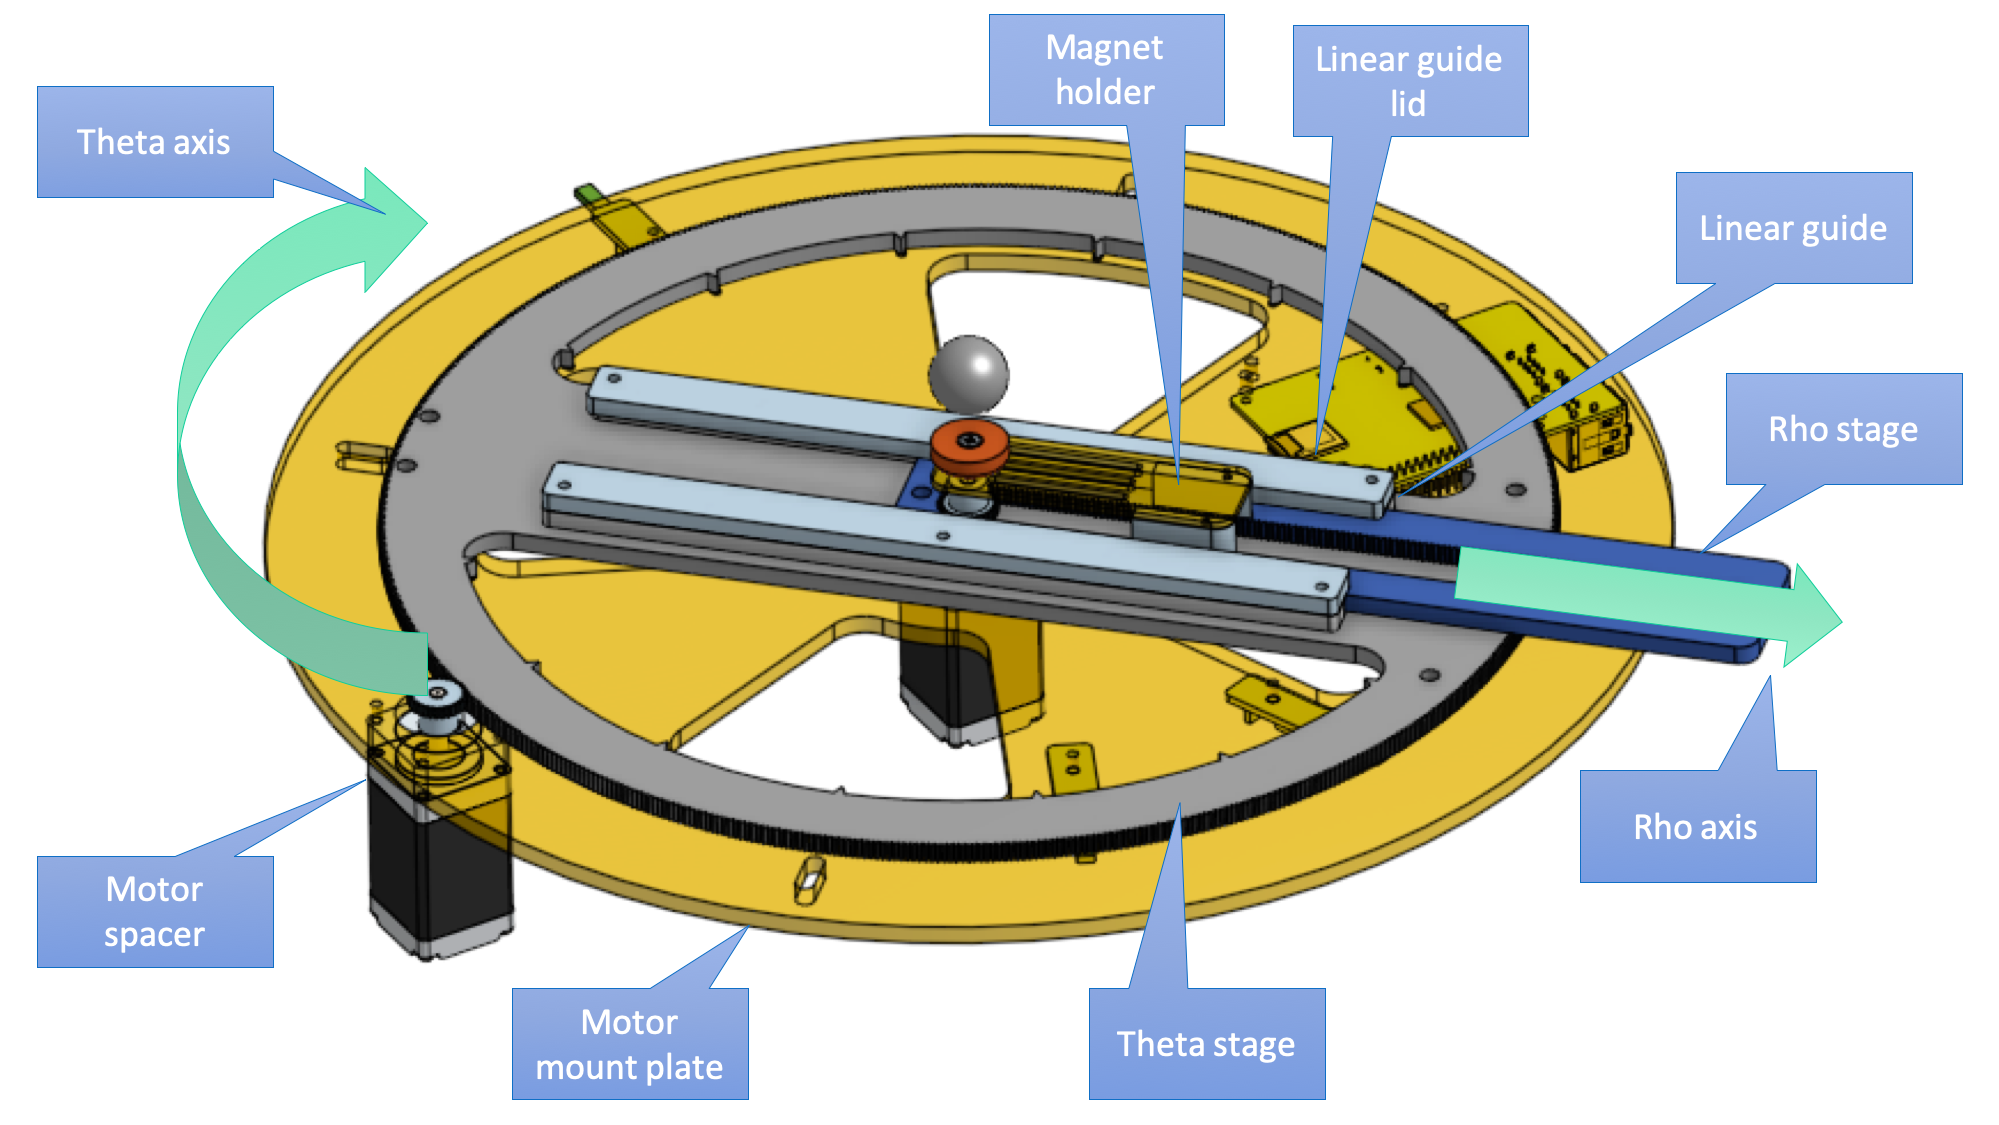 Magnet
holder
Linear guide
lid
Theta axis
Linear guide
Rho stage
Rho axis
Motor
spacer
Motor
mount plate
Theta stage